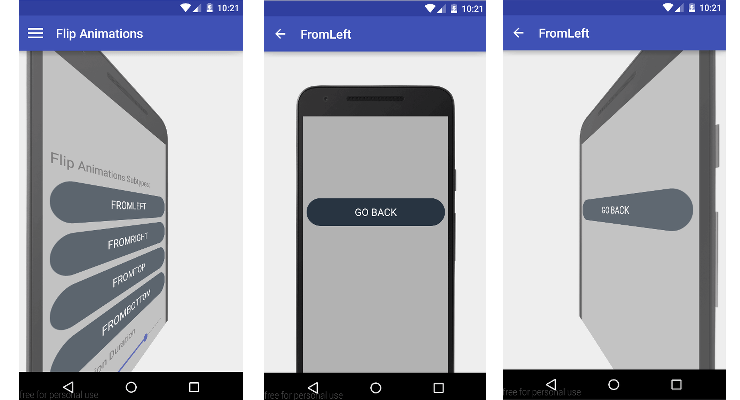 10:21
Flip Animations
Flip Animations Subtypes:
FROMLEFT
FROMRIGHT
FROMTOP
FROMBOTTOM
ion Duration
free for personal use
10:21
FromLeft
GO BACK
free for personal use
10:21
FromLeft
GO BACK
free for personal use